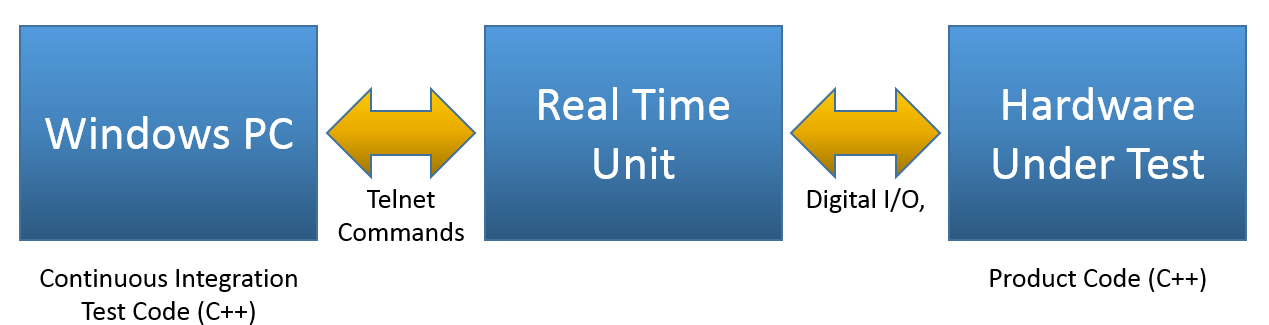 Windows PC
Real Time
Unit
Hardware
Under Test
Telnet
Commands
Digital I/O,
Continuous Integration
Test Code (C++)
Product Code (C++)